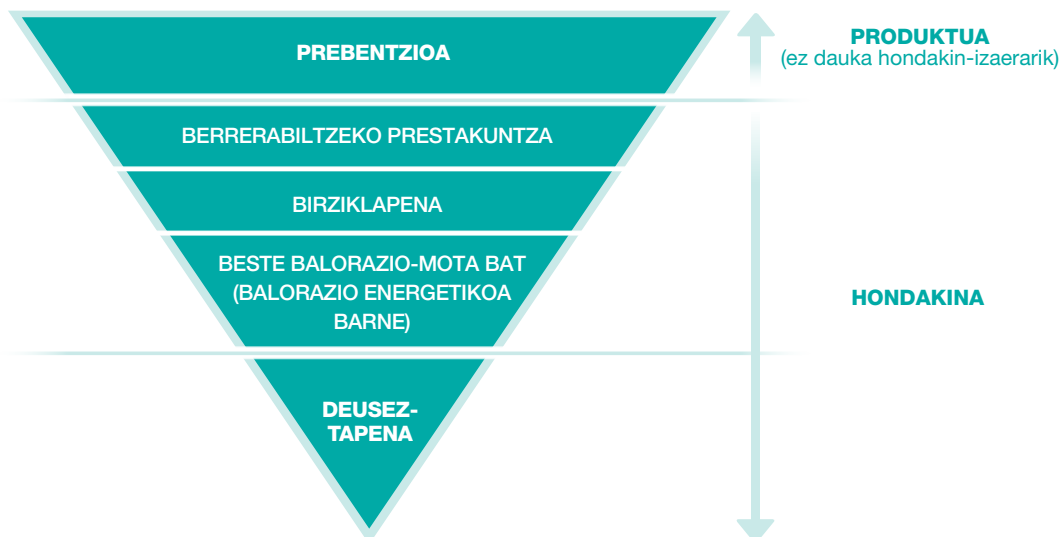 PREBENTZIOA
PRODUKTUA
(ez dauka hondakin-izaerarik)
BERRERABILTZEKO PRESTAKUNTZA
BIRZIKLAPENA
BESTE BALORAZIO-MOTA BAT
(BALORAZIO ENERGETIKOA
BARNE)
HONDAKINA
DEUSEZ-
TAPENA